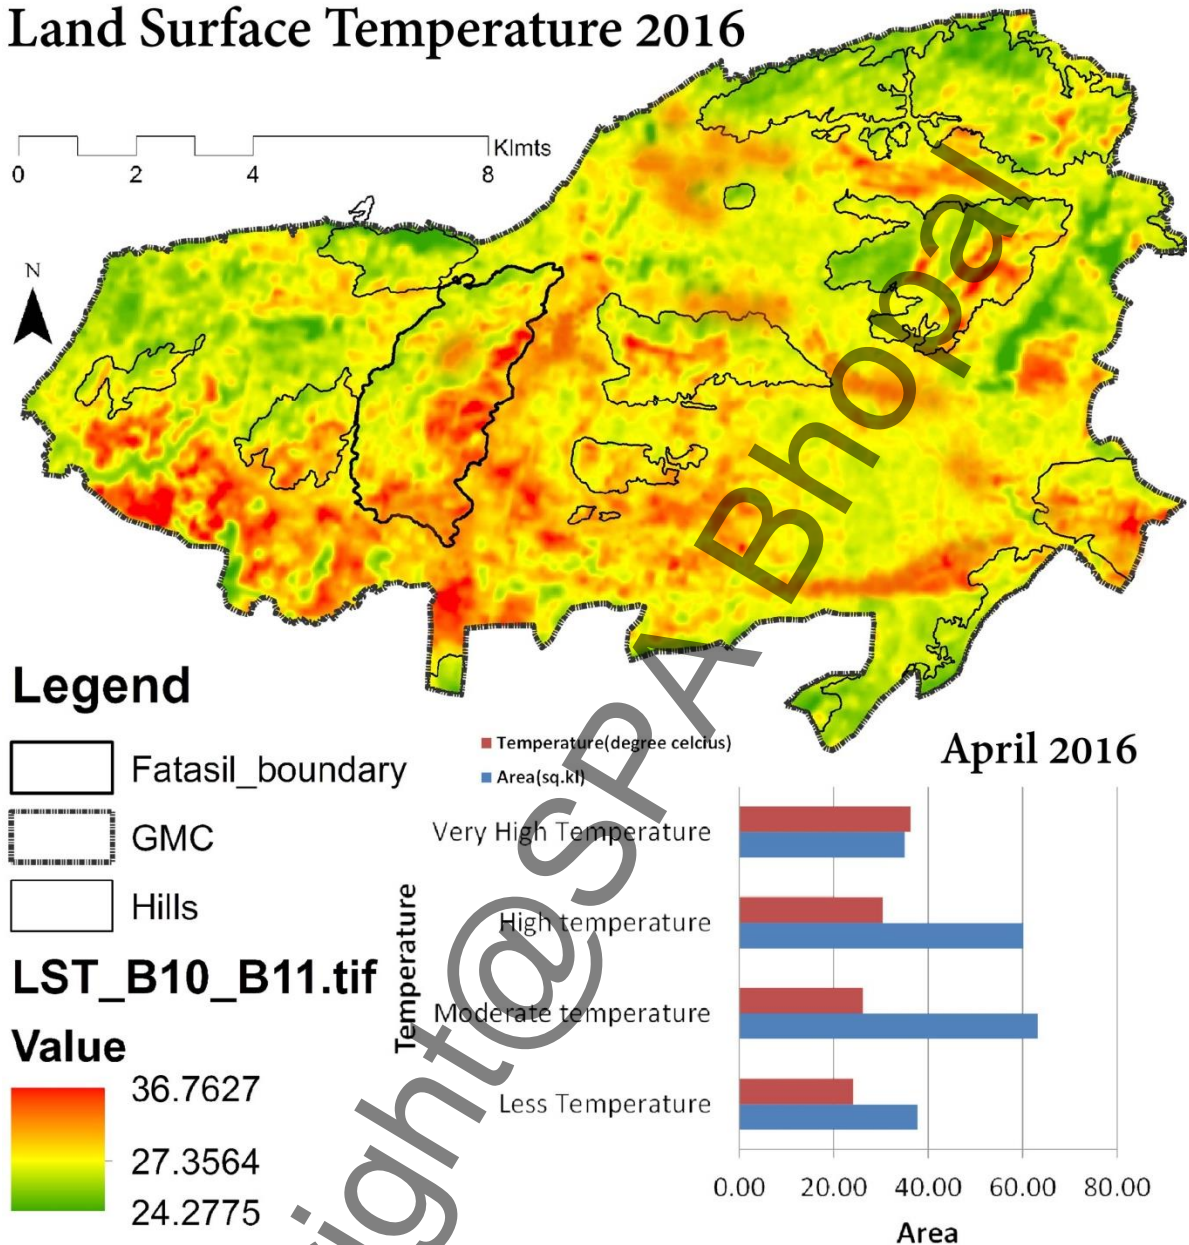 Land Surface Temperature 2016
Klmts
0 2 4 8
N
Legend
Fatasil_boundary
GMC
Hills
LST_B10_B11.tif
Value
36.7627
27.3564
24.2775
Temperature(degree celcius)
Area(sq.kl)
April 2016
Very High Temperature
High temperature
Moderate temperature
Less Temperature
Temperature
0.00 20.00 40.00 60.00 80.00
Area
right@SPA Bhopal